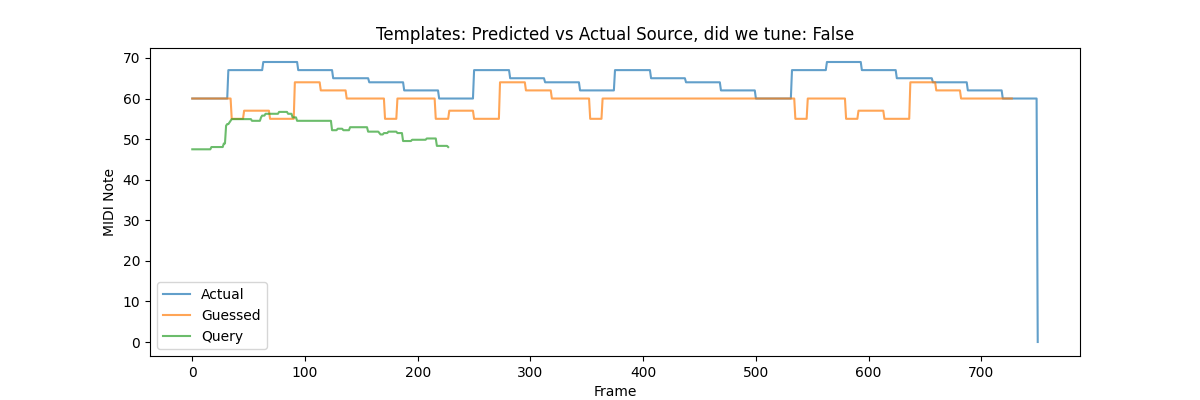 Templates: Predicted vs Actual Source, did we tune: False
MIDI Note
70
60
50
40
30
20
10
0
Actual
Guessed
Query
0 100 200 300 400 500 600 700
Frame